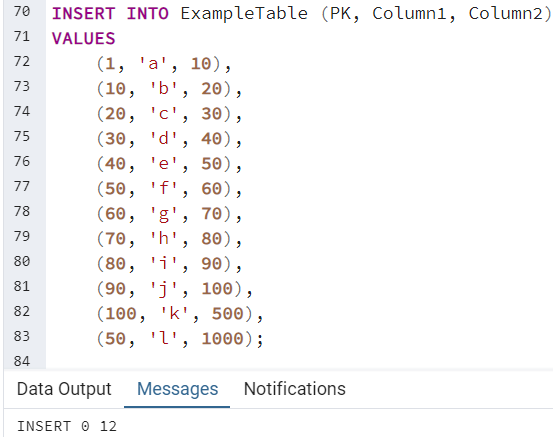 70 INSERT INTO ExampleTable (PK, Column1, Column2)
71 VALUES
72 (1, 'a', 10),
73 (10, 'b', 20),
74 (20, 'c', 30),
75 (30, 'd', 40),
76 (40, 'e', 50),
77 (50, 'f', 60),
78 (60, 'g', 70),
79 (70, 'h', 80),
80 (80, 'i', 90),
81 (90, 'j', 100),
82 (100, 'k', 500),
83 (50, 'l', 1000);
84
Data Output Messages Notifications
INSERT 0 12